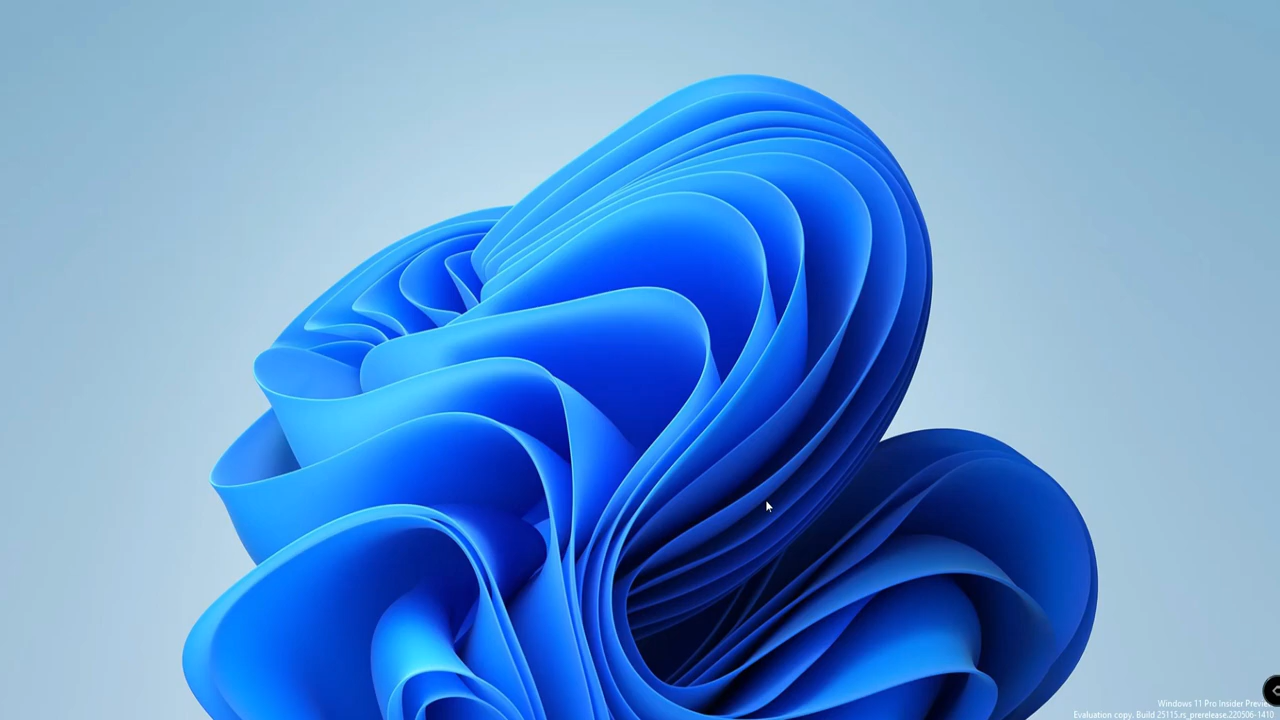 Windows 11 Pro Insider Previe
Evaluation copy. Build 25115.rs_prerelease.220506-1410